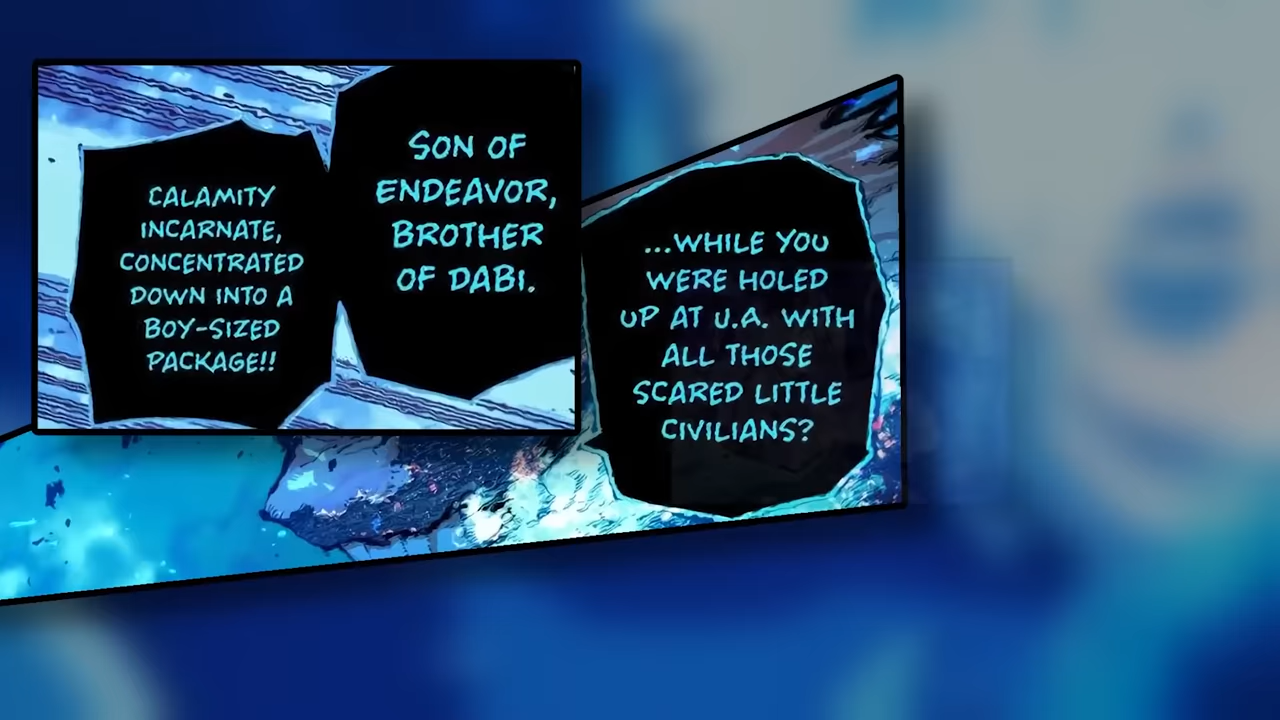 SON OF
ENDEAVOR,
BROTHER
OF DABI.
CALAMITY
INCARNATE,
CONCENTRATED
DOWN INTO A
BOY-SIZED
PACKAGE!!
...WHILE YOU
WERE HOLED
UP AT U.A. WITH
ALL THOSE
SCARED LITTLE
CIVILIANS?